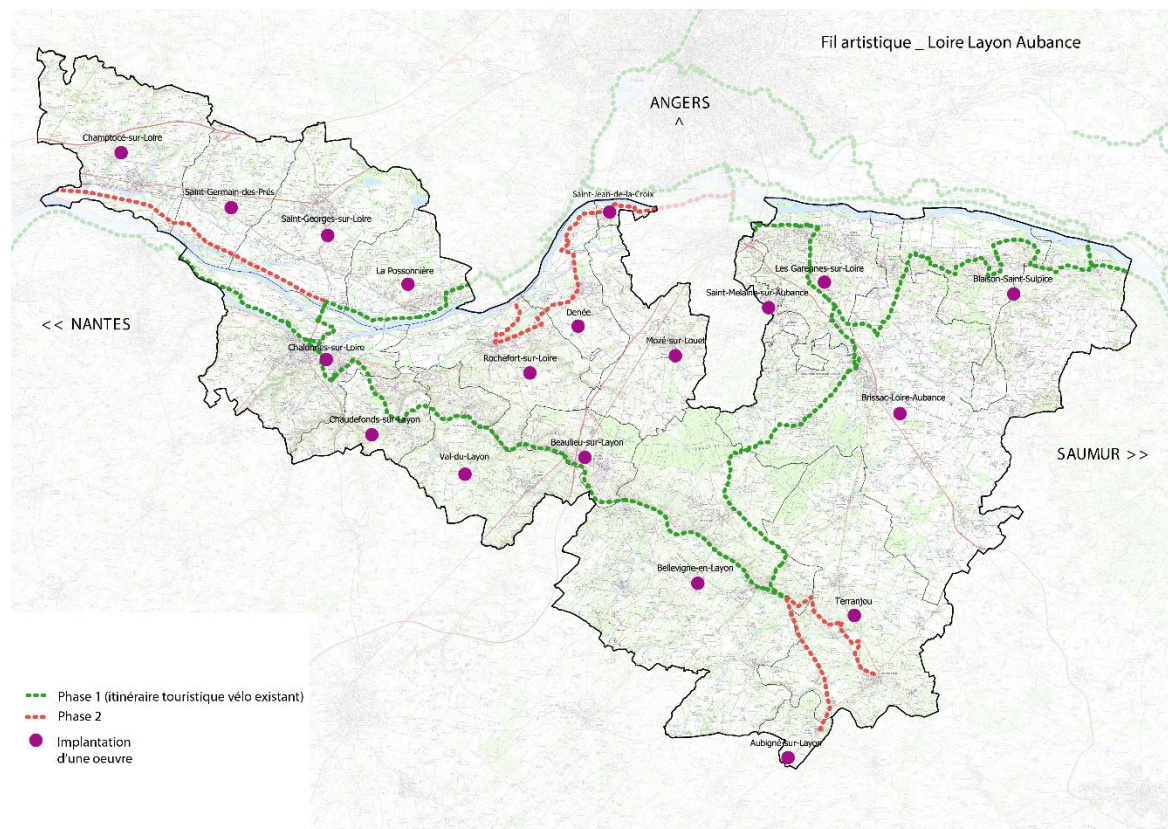 Fil artistique _ Loire Layon Aubance
ANGERS
^
Champtocé-sur-Loire
Saint-Germain-des-Prés
Saint-Georges-sur-Loire
Saint-Jean-de-la-Croix
La Possonnière
Les Garennes-sur-Loire
Blaison-Saint-Sulpice
Saint-Melaine-sur-Aubance
<< NANTES
Denée
Mozé-sur-Louet
Chalonnes-sur-Loire
Rochefort-sur-Loire
Brissac-Loire-Aubance
Chaudefonds-sur-Layon
Beaulieu-sur-Layon
Val-du-Layon
SAUMUR >>
Bellevigne-en-Layon
Terranjou
Aubigné-sur-Layon
Phase 1 (itinéraire touristique vélo existant)
Phase 2
Implantation
d'une oeuvre